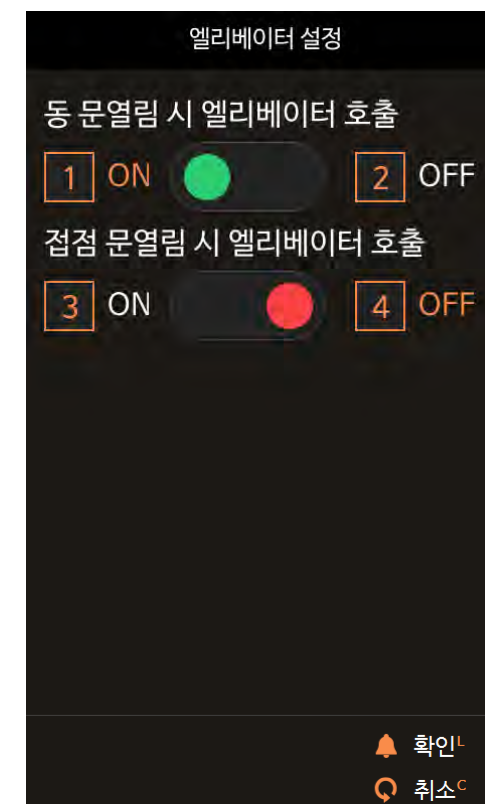 엘리베이터 설정
동 문열림 시 엘리베이터 호출
1 ON 2 OFF
접점 문열림 시 엘리베이터 호출
3 ON 4 OFF
확인L
취소C